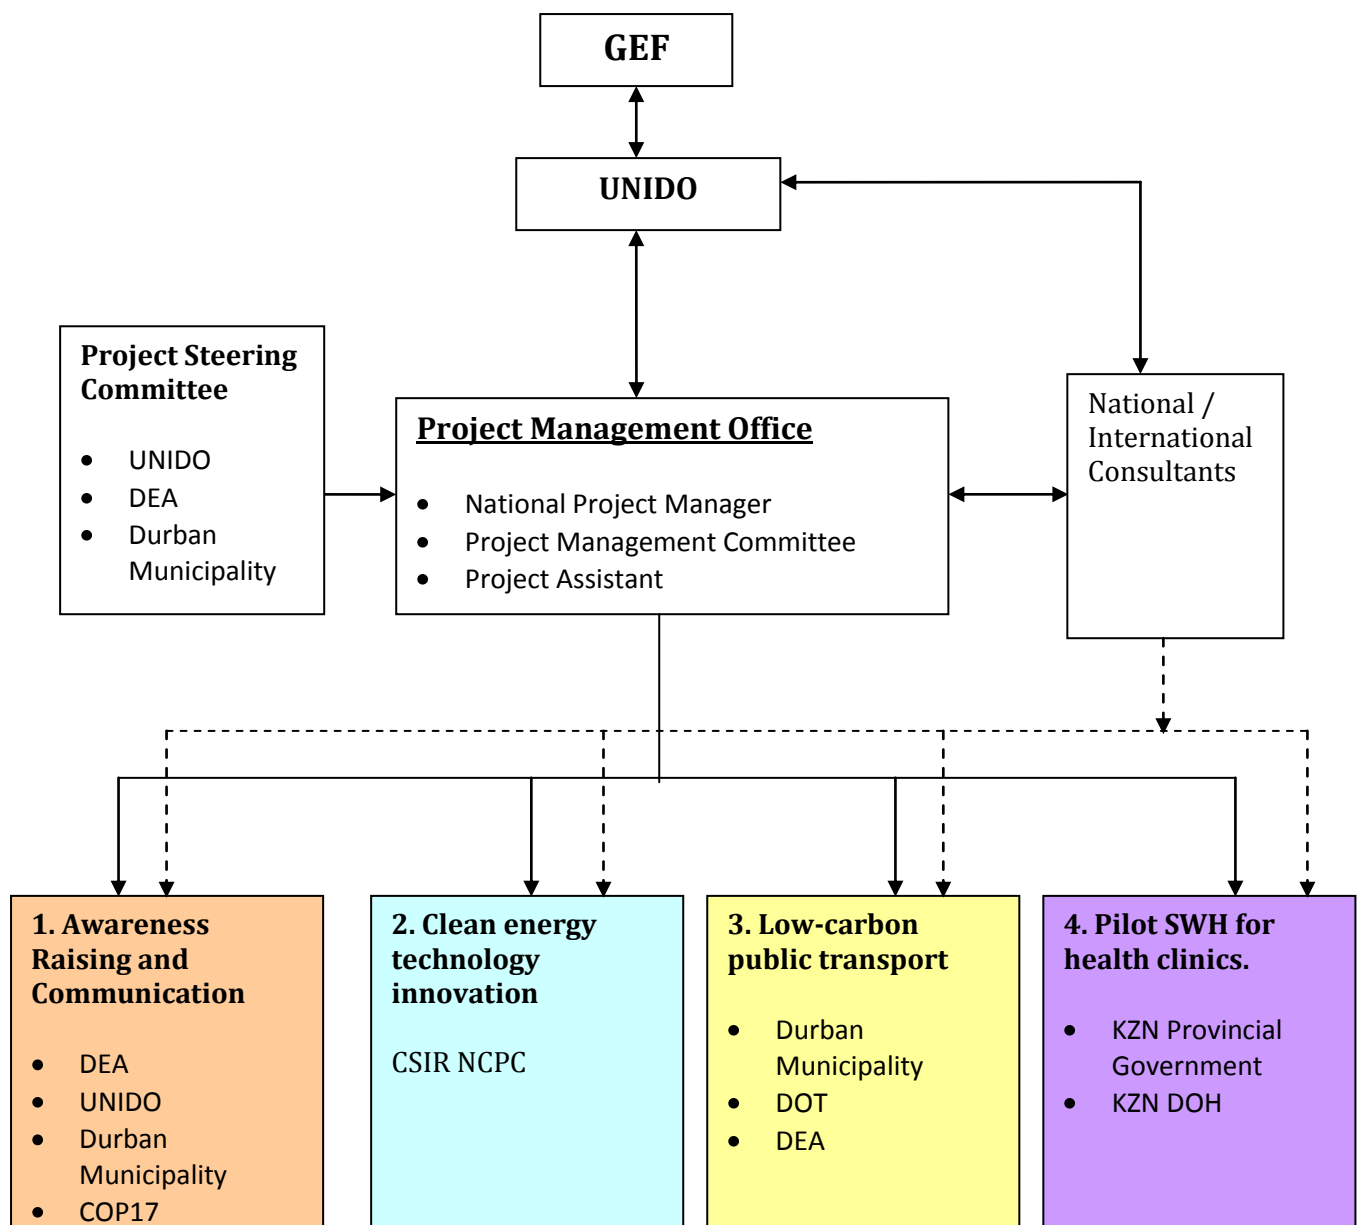 GEF
UNIDO
Project Steering
Committee
• UNIDO
• DEA
• Durban
Municipality
Project Management Office
• National Project Manager
• Project Management Committee
• Project Assistant
National /
International
Consultants
1. Awareness
Raising and
Communication
• DEA
• UNIDO
• Durban
Municipality
• COP17
2. Clean energy
technology
innovation
CSIR NCPC
3. Low-carbon
public transport
• Durban
Municipality
• DOT
• DEA
4. Pilot SWH for
health clinics.
• KZN Provincial
Government
• KZN DOH